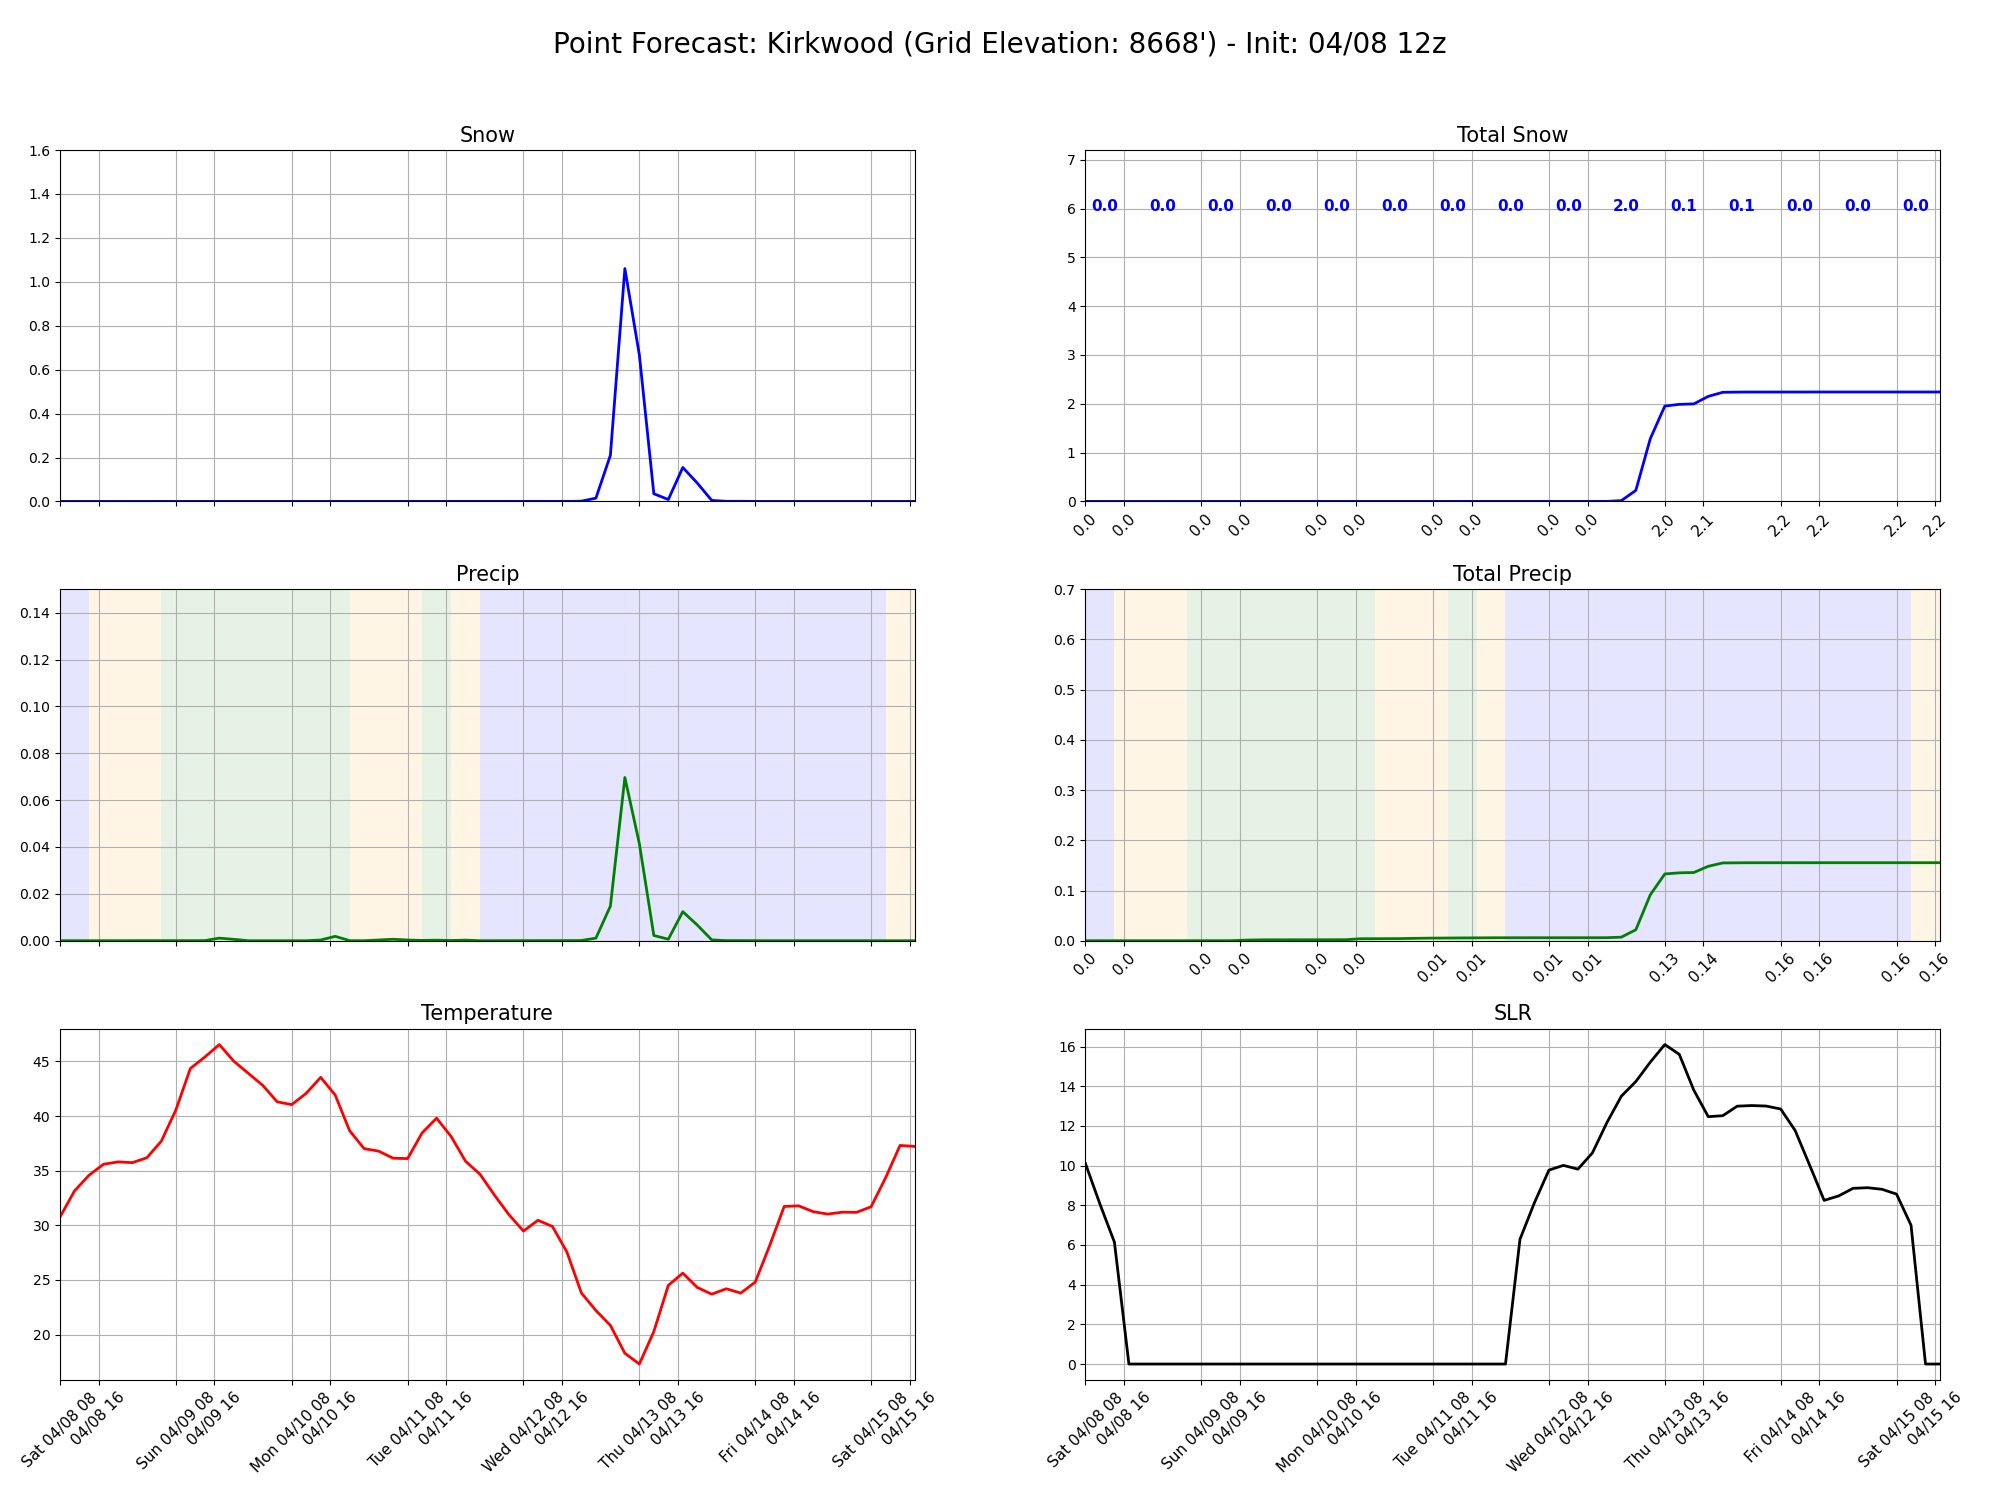 Point Forecast: Kirkwood (Grid Elevation: 8668') - Init: 04/08 12z
Snow
1.6
1.4
1.2
1.0
0.8
0.6
0.4
0.2
0.0
Total Snow
7
6
5
4
3
2
1
0
0.0 0.0 0.0 0.0 0.0 0.0 0.0 0.0 0.0 2.0 0.1 0.1 0.0 0.0 0.0
0.0 0.0 0.0 0.0 0.0 0.0 0.0 0.0 0.0 0.0 2.0 2.1 2.2 2.2 2.2 2.2
Precip
0.14
0.12
0.10
0.08
0.06
0.04
0.02
0.00
Total Precip
0.7
0.6
0.5
0.4
0.3
0.2
0.1
0.0
0.0 0.0 0.0 0.0 0.0 0.0 0.01 0.01 0.01 0.01 0.13 0.14 0.16 0.16 0.16 0.16
Temperature
45
40
35
30
25
20
Sat 04/08 08
04/08 16
Sun 04/09 08
04/09 16
Mon 04/10 08
04/10 16
Tue 04/11 08
04/11 16
Wed 04/12 08
04/12 16
Thu 04/13 08
04/13 16
Fri 04/14 08
04/14 16
Sat 04/15 08
04/15 16
SLR
16
14
12
10
8
6
4
2
0
Sat 04/08 08
04/08 16
Sun 04/09 08
04/09 16
Mon 04/10 08
04/10 16
Tue 04/11 08
04/11 16
Wed 04/12 08
04/12 16
Thu 04/13 08
04/13 16
Fri 04/14 08
04/14 16
Sat 04/15 08
04/15 16